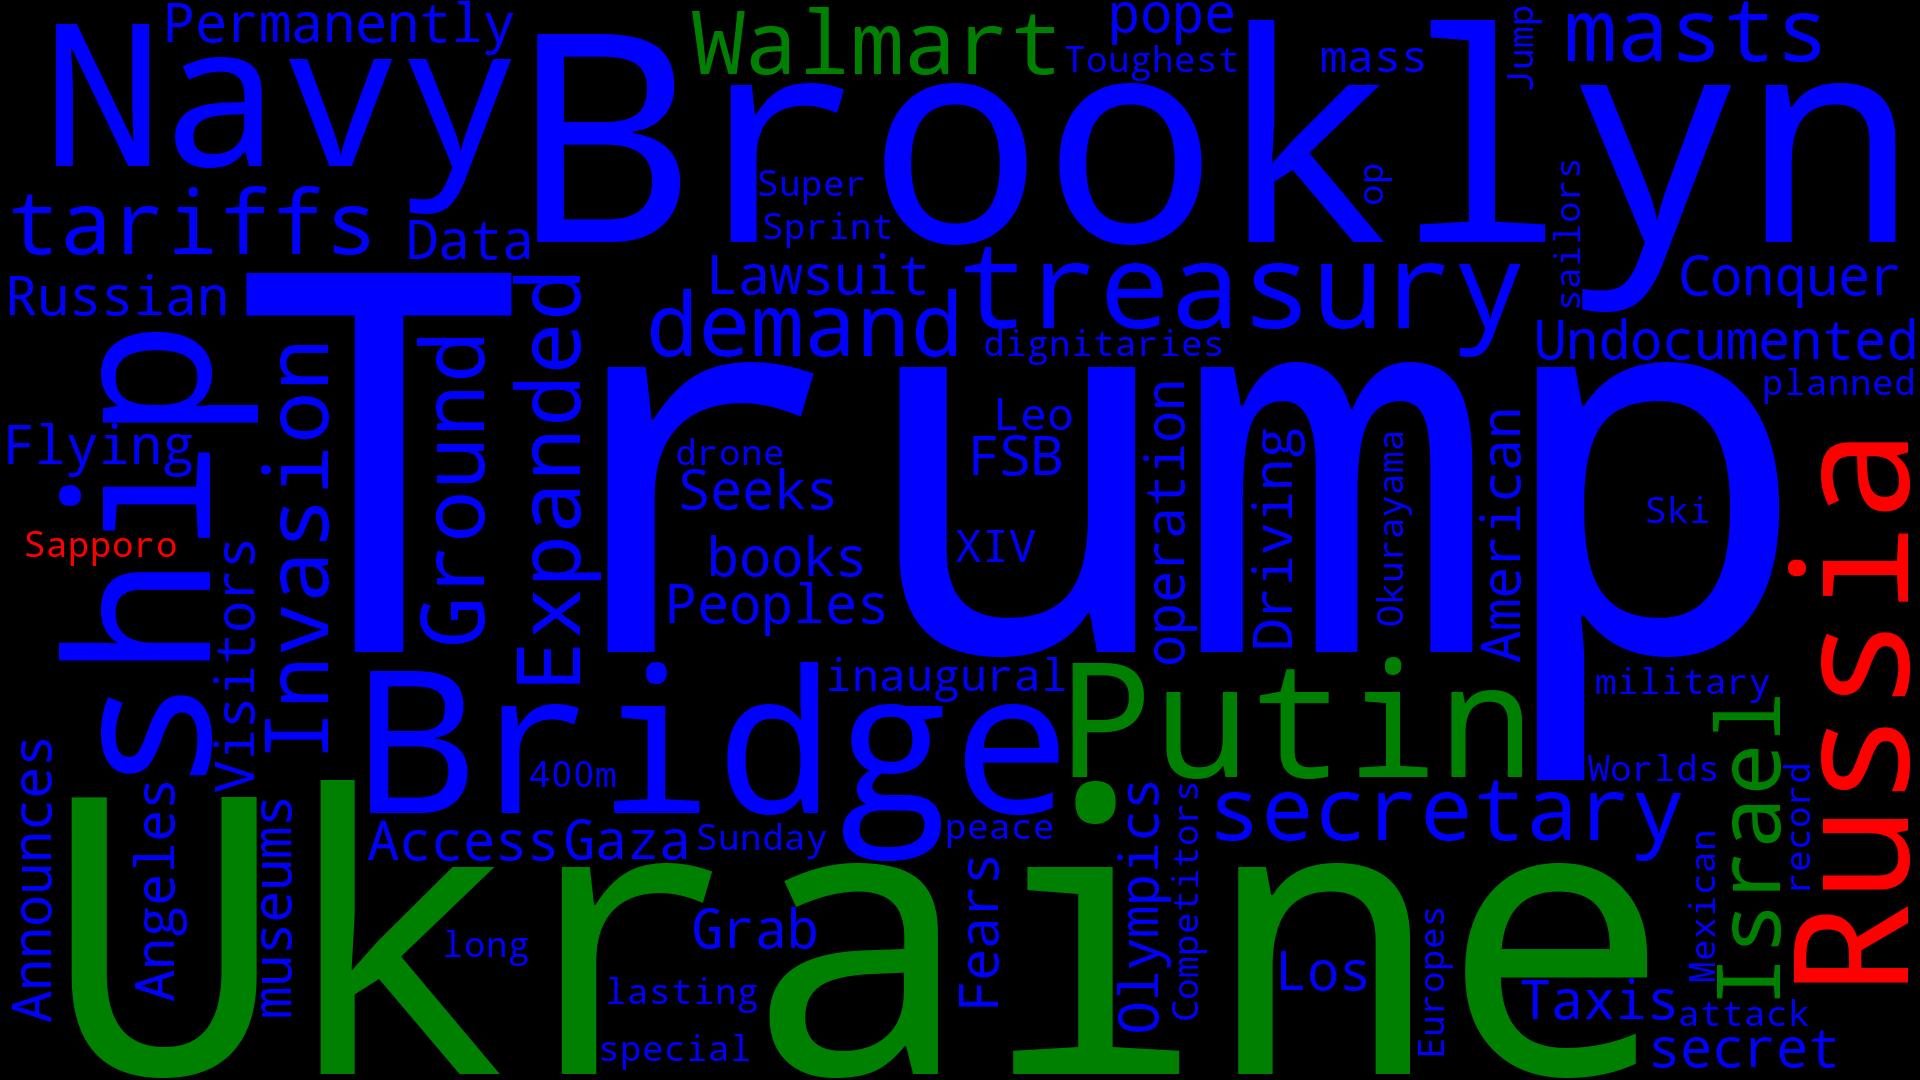 Permanently
Navy
Walmart
pope
Toughest
mass
Jump
masts
Brooklyn
Super
Sprint
op
sailors
tariffs
Data
Lawsuit
treasury
Conquer
Russian
demand
dignitaries
Undocumented
planned
Trump
ship
Invasion
Ground
Expanded
Flying
drone
Seeks
Leo
FSB
operation
Driving
Okurayama
American
Ski
Sapporo
books
XIV
Peoples
Visitors
Russia
Bridge
inaugural
Putin
military
400m
Worlds
Israel
record
Announces
Angeles
museums
Access
Gaza
Sunday
peace
Olympics
Competitors
secretary
Mexican
Ukraine
Grab
long
Fears
Los
Europes
lasting
special
Taxis
attack
secret